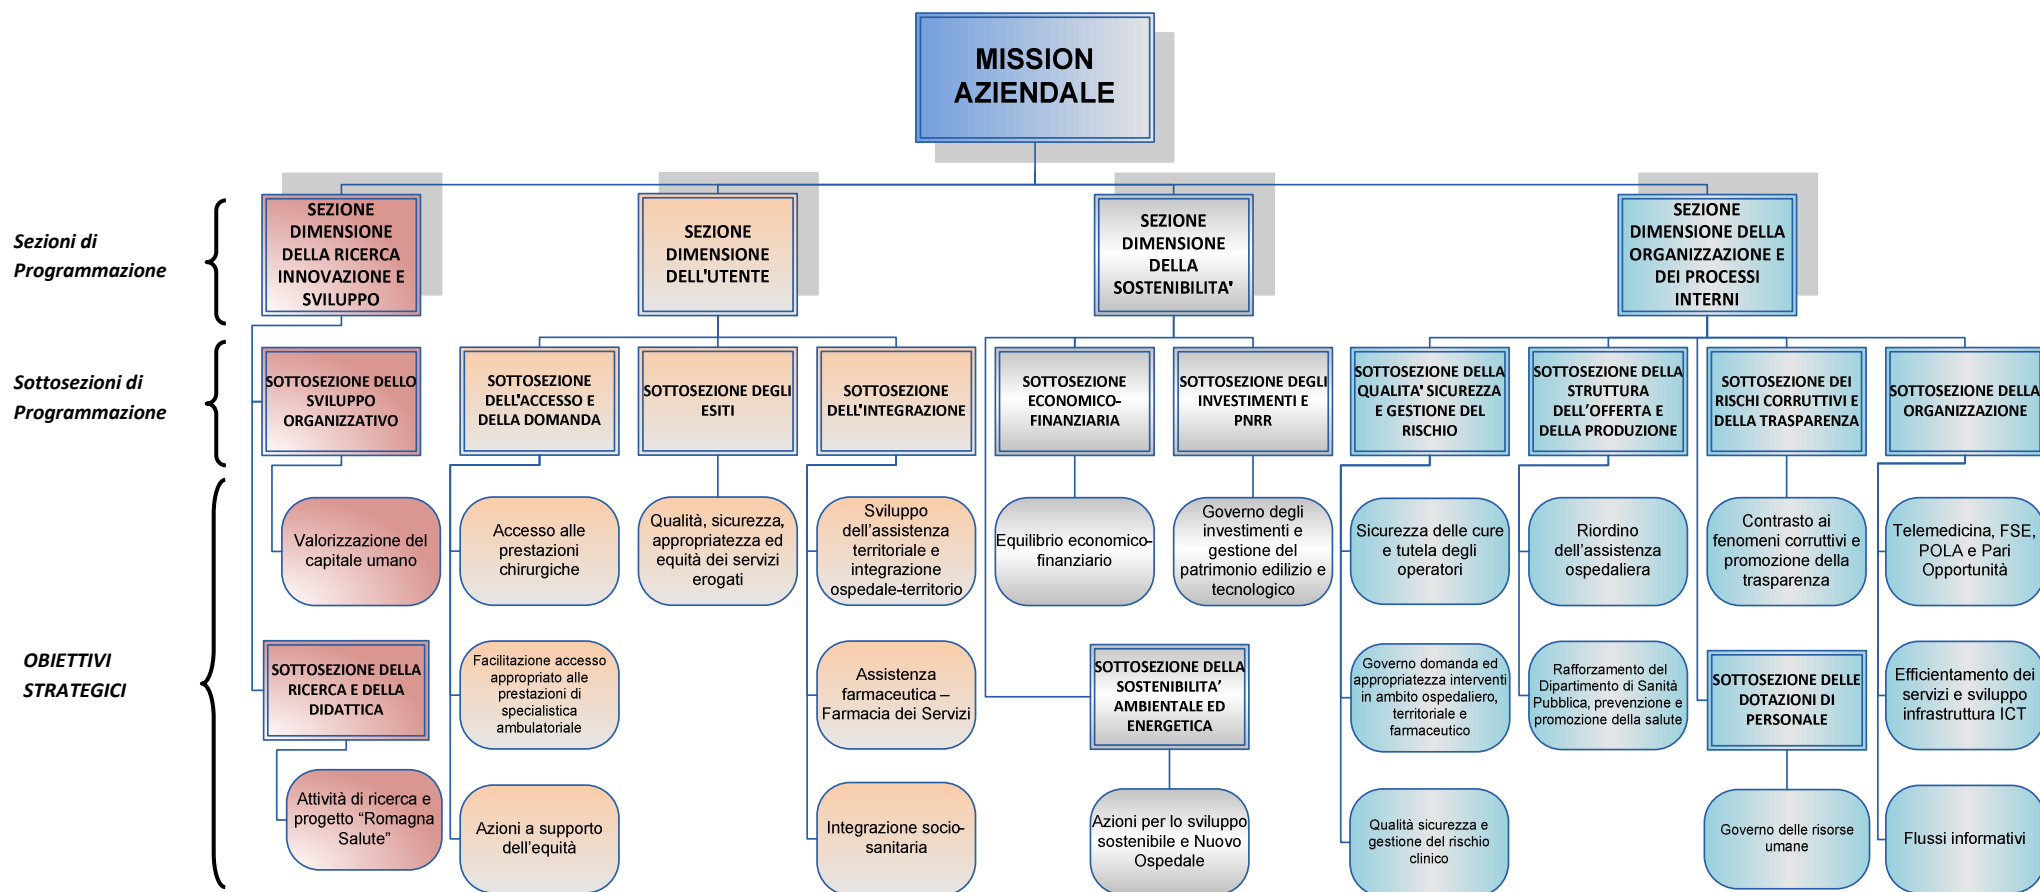 MISSION
AZIENDALE
Sezioni di
Programmazione
SEZIONE
DIMENSIONE
DELLA RICERCA
INNOVAZIONE E
SVILUPPO
SEZIONE
DIMENSIONE
DELL'UTENTE
SEZIONE
DIMENSIONE
DELLA
SOSTENIBILITA'
SEZIONE
DIMENSIONE DELLA
ORGANIZZAZIONE E
DEI PROCESSI
INTERNI
Sottosezioni di
Programmazione
SOTTOSEZIONE DELLO
SVILUPPO
ORGANIZZATIVO
SOTTOSEZIONE
DELL'ACCESSO E
DELLA DOMANDA
SOTTOSEZIONE DEGLI
ESITI
SOTTOSEZIONE
DELL'INTEGRAZIONE
SOTTOSEZIONE
ECONOMICO-
FINANZIARIA
SOTTOSEZIONE DEGLI
INVESTIMENTI E
PNRR
SOTTOSEZIONE DELLA
QUALITA' SICUREZZA
E GESTIONE DEL
RISCHIO
SOTTOSEZIONE DELLA
STRUTTURA
DELL’OFFERTA E
DELLA PRODUZIONE
SOTTOSEZIONE DEI
RISCHI CORRUTTIVI E
DELLA TRASPARENZA
SOTTOSEZIONE DELLA
ORGANIZZAZIONE
OBIETTIVI
STRATEGICI
Valorizzazione del
capitale umano
Accesso alle
prestazioni
chirurgiche
Qualità, sicurezza,
appropriatezza ed
equità dei servizi
erogati
Sviluppo
dell’assistenza
territoriale e
integrazione
ospedale-territorio
Equilibrio economico-
finanziario
Governo degli
investimenti e
gestione del
patrimonio edilizio e
tecnologico
Sicurezza delle cure
e tutela degli
operatori
Riordino
dell’assistenza
ospedaliera
Contrasto ai
fenomeni corruttivi e
promozione della
trasparenza
Telemedicina, FSE,
POLA e Pari
Opportunità
SOTTOSEZIONE DELLA
RICERCA E DELLA
DIDATTICA
Facilitazione accesso
appropriato alle
prestazioni di
specialistica
ambulatoriale
Assistenza
farmaceutica –
Farmacia dei Servizi
SOTTOSEZIONE DELLA
SOSTENIBILITA’
AMBIENTALE ED
ENERGETICA
Governo domanda ed
appropriatezza interventi
in ambito ospedaliero,
territoriale e
farmaceutico
Rafforzamento del
Dipartimento di Sanità
Pubblica, prevenzione e
promozione della salute
SOTTOSEZIONE DELLE
DOTAZIONI DI
PERSONALE
Efficientamento dei
servizi e sviluppo
infrastruttura ICT
Attività di ricerca e
progetto “Romagna
Salute”
Azioni a supporto
dell’equità
Integrazione socio-
sanitaria
Azioni per lo sviluppo
sostenibile e Nuovo
Ospedale
Qualità sicurezza e
gestione del rischio
clinico
Governo delle risorse
umane
Flussi informativi